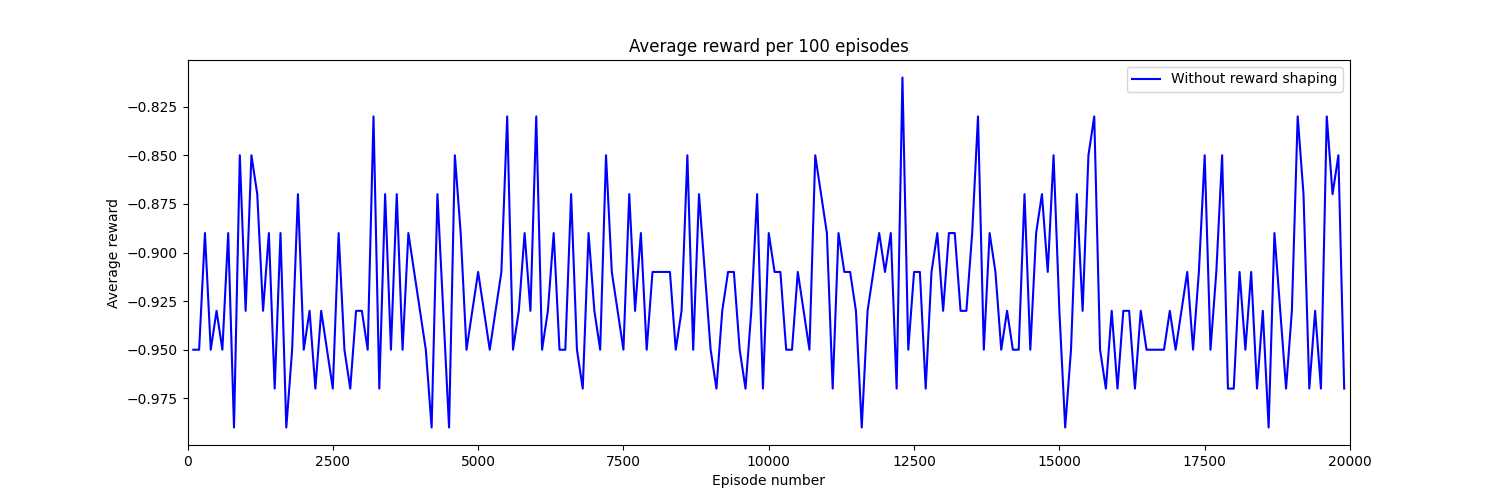 Average reward per 100 episodes
Without reward shaping
Average reward
−0.825
−0.850
−0.875
−0.900
−0.925
−0.950
−0.975
0 2500 5000 7500 10000 12500 15000 17500 20000
Episode number